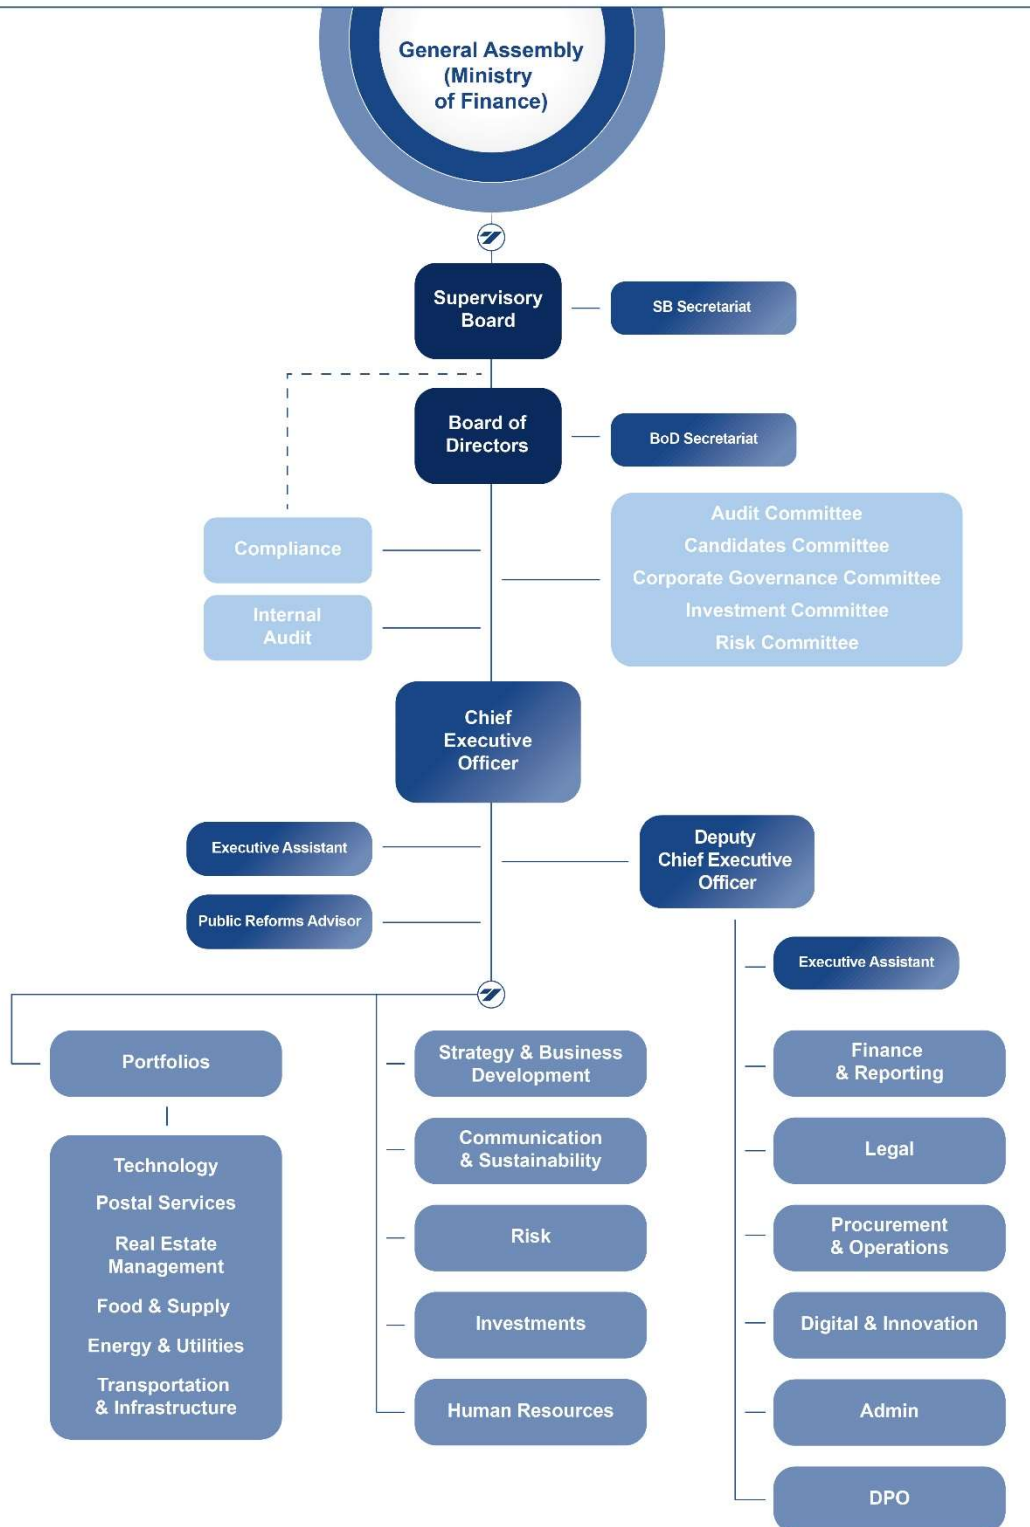 General Assembly
(Ministry
of Finance)
Supervisory
Board
SB Secretariat
Board of
Directors
BoD Secretariat
Compliance
Internal
Audit
Audit Committee
Candidates Committee
Corporate Governance Committee
Investment Committee
Risk Committee
Chief
Executive
Officer
Executive Assistant
Public Reforms Advisor
Deputy
Chief Executive
Officer
Portfolios
Technology
Postal Services
Real Estate
Management
Food & Supply
Energy & Utilities
Transportation
& Infrastructure
Strategy & Business
Development
Communication
& Sustainability
Risk
Investments
Human Resources
Executive Assistant
Finance
& Reporting
Legal
Procurement
& Operations
Digital & Innovation
Admin
DPO